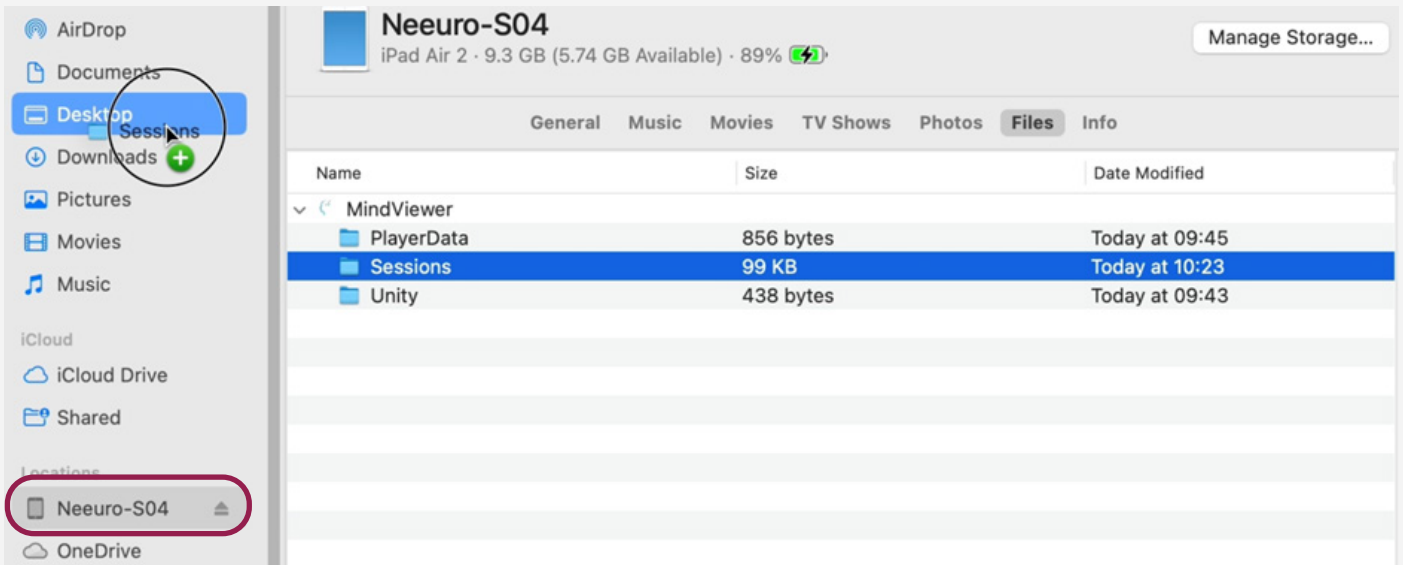 AirDrop
Documents
Desktop
Sessions
Downloads
Pictures
Movies
Music
iCloud
iCloud Drive
Shared
Locations
Neeuro-S04
OneDrive
Neeuro-S04
iPad Air 2 · 9.3 GB (5.74 GB Available) · 89%
Manage Storage...
General Music Movies TV Shows Photos Files Info
Name Size Date Modified
MindViewer
PlayerData 856 bytes Today at 09:45
Sessions 99 KB Today at 10:23
Unity 438 bytes Today at 09:43